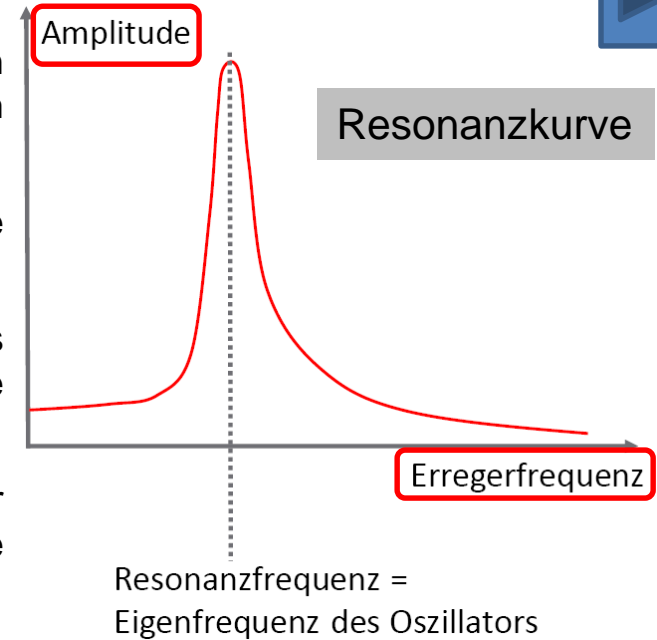 Amplitude
Resonanzkurve
Erregerfrequenz
Resonanzfrequenz =
Eigenfrequenz des Oszillators